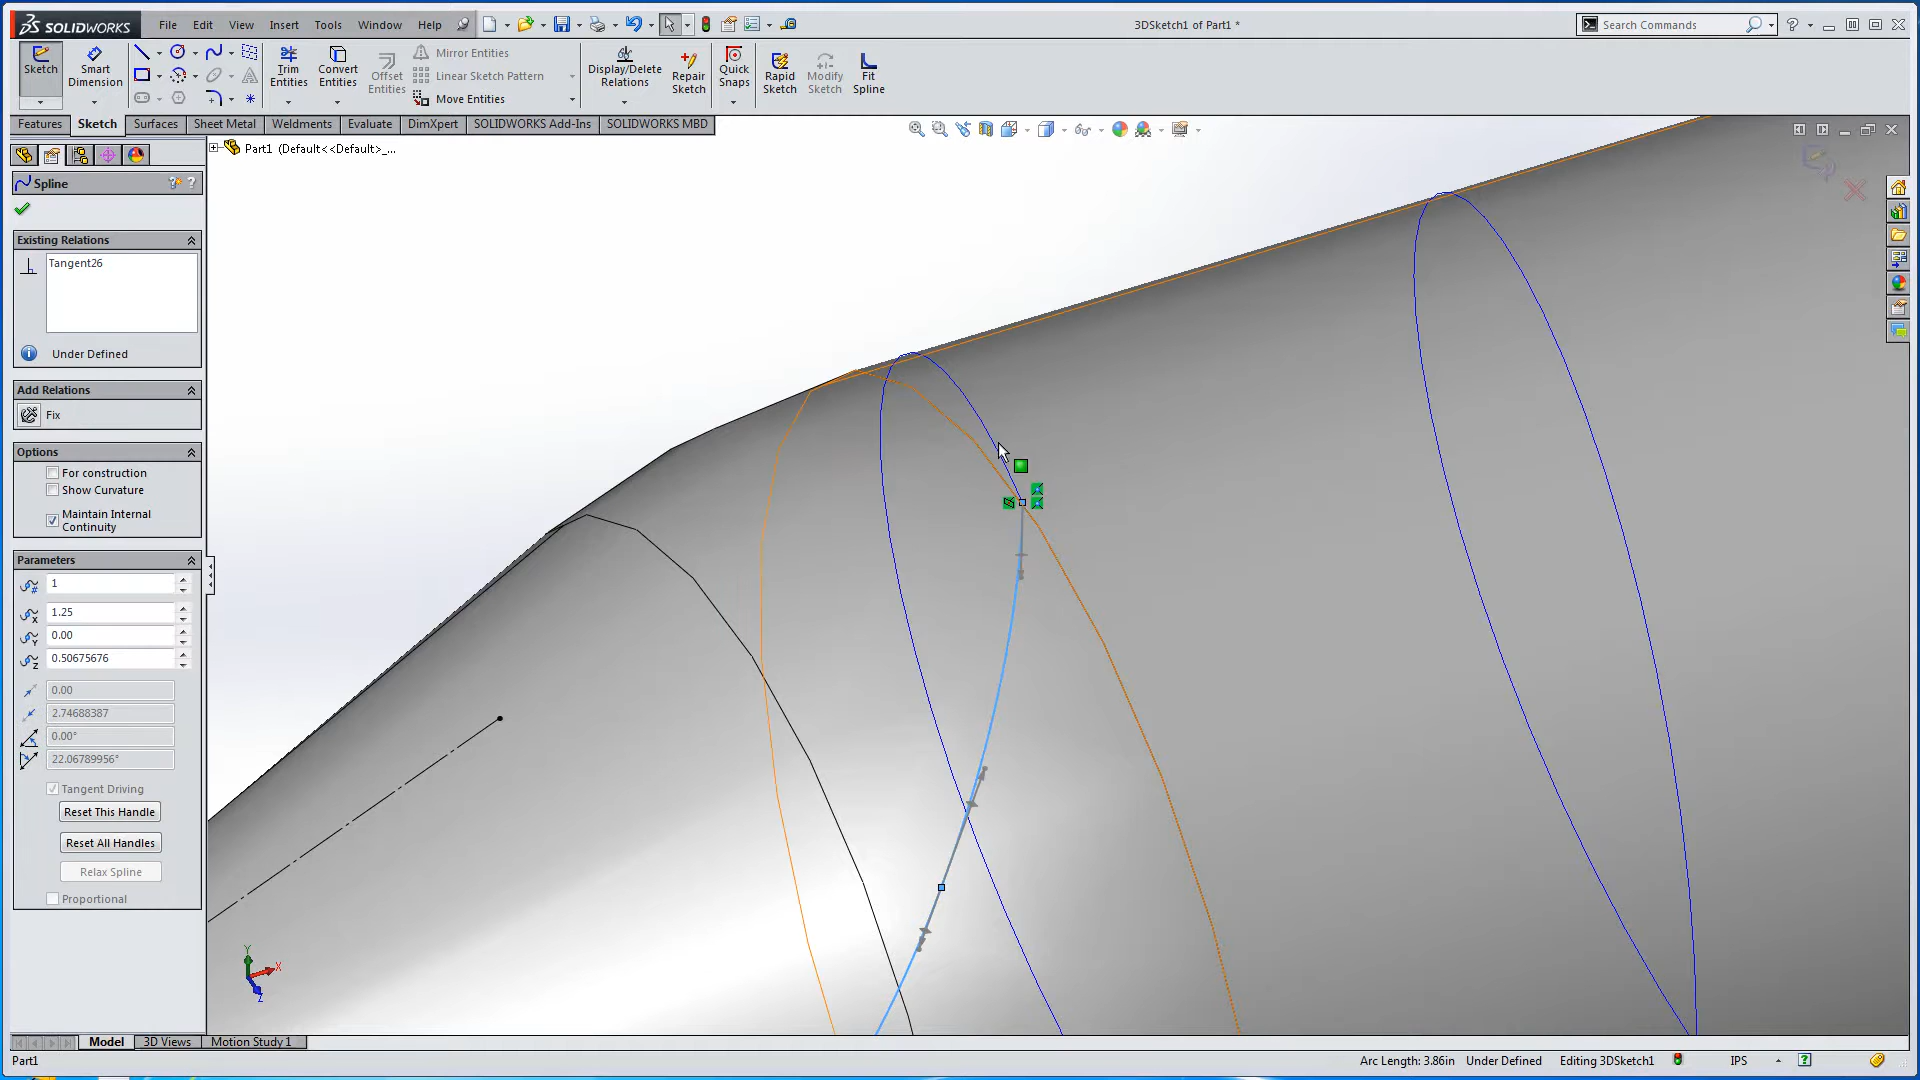 SOLIDWORKS File Edit View Insert Tools Window Help 3DSketch1 of Part1 * Search Commands
Sketch Smart Dimension Trim Entities Convert Entities Offset Entities Mirror Entities Linear Sketch Pattern Move Entities Display/Delete Relations Repair Sketch Quick Snaps Rapid Sketch Modify Sketch Fit Spline
Features Sketch Surfaces Sheet Metal Weldments Evaluate DimXpert SOLIDWORKS Add-Ins SOLIDWORKS MBD
Part1 (Default<<Default>_...
Spline
Existing Relations
Tangent26
Under Defined
Add Relations
Fix
Options
For construction
Show Curvature
Maintain Internal
Continuity
Parameters
1
1.25
0.00
0.50675676
0.00
2.74688387
0.00°
22.06789956°
Tangent Driving
Reset This Handle
Reset All Handles
Relax Spline
Proportional
Y
X
Z
Model 3D Views Motion Study 1
Part1 Arc Length: 3.86in Under Defined Editing 3DSketch1 IPS